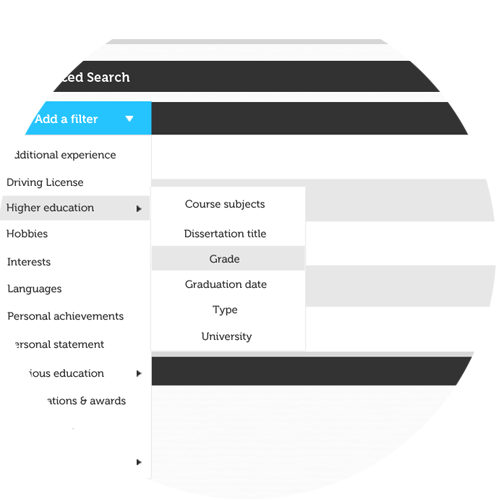 ced Search
Add a filter
dditional experience
Driving License
Higher education
Hobbies
Interests
Languages
Personal achievements
ersonal statement
ious education
ations & awards
Course subjects
Dissertation title
Grade
Graduation date
Type
University